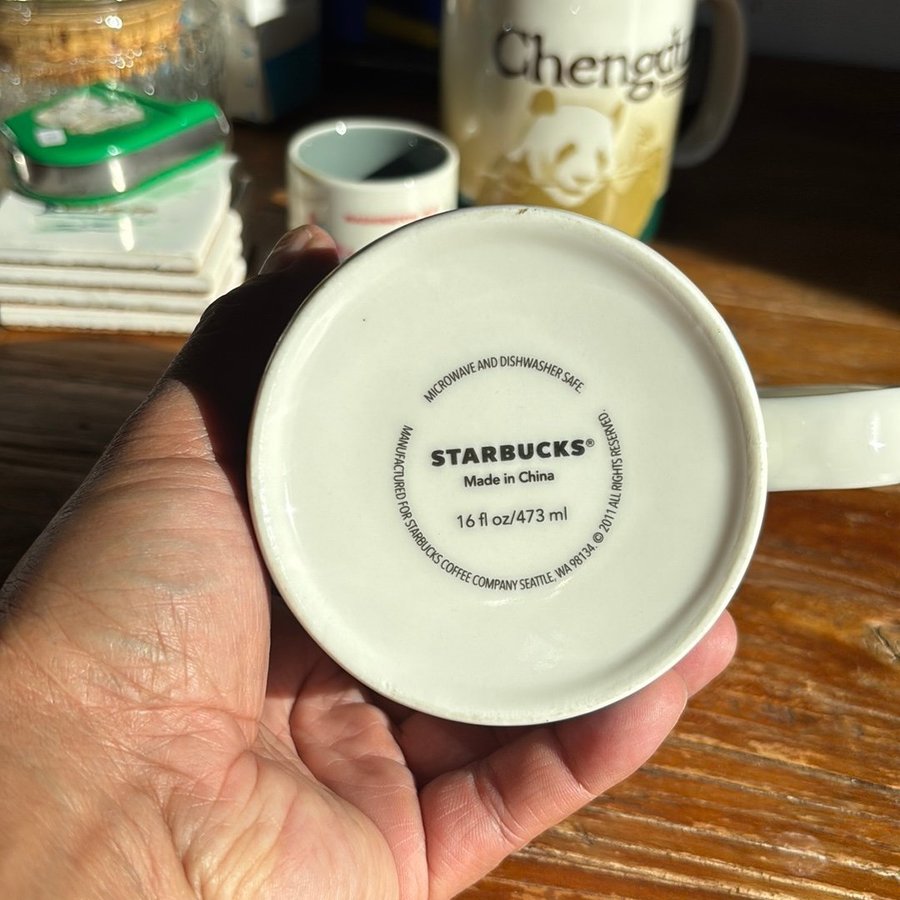 Chengdu
MICROWAVE AND DISHWASHER SAFE.
STARBUCKS®
Made in China
16 fl oz/473 ml
MANUFACTURED FOR STARBUCKS COFFEE COMPANY SEATTLE, WA 98134. © 2011 ALL RIGHTS RESERVED.